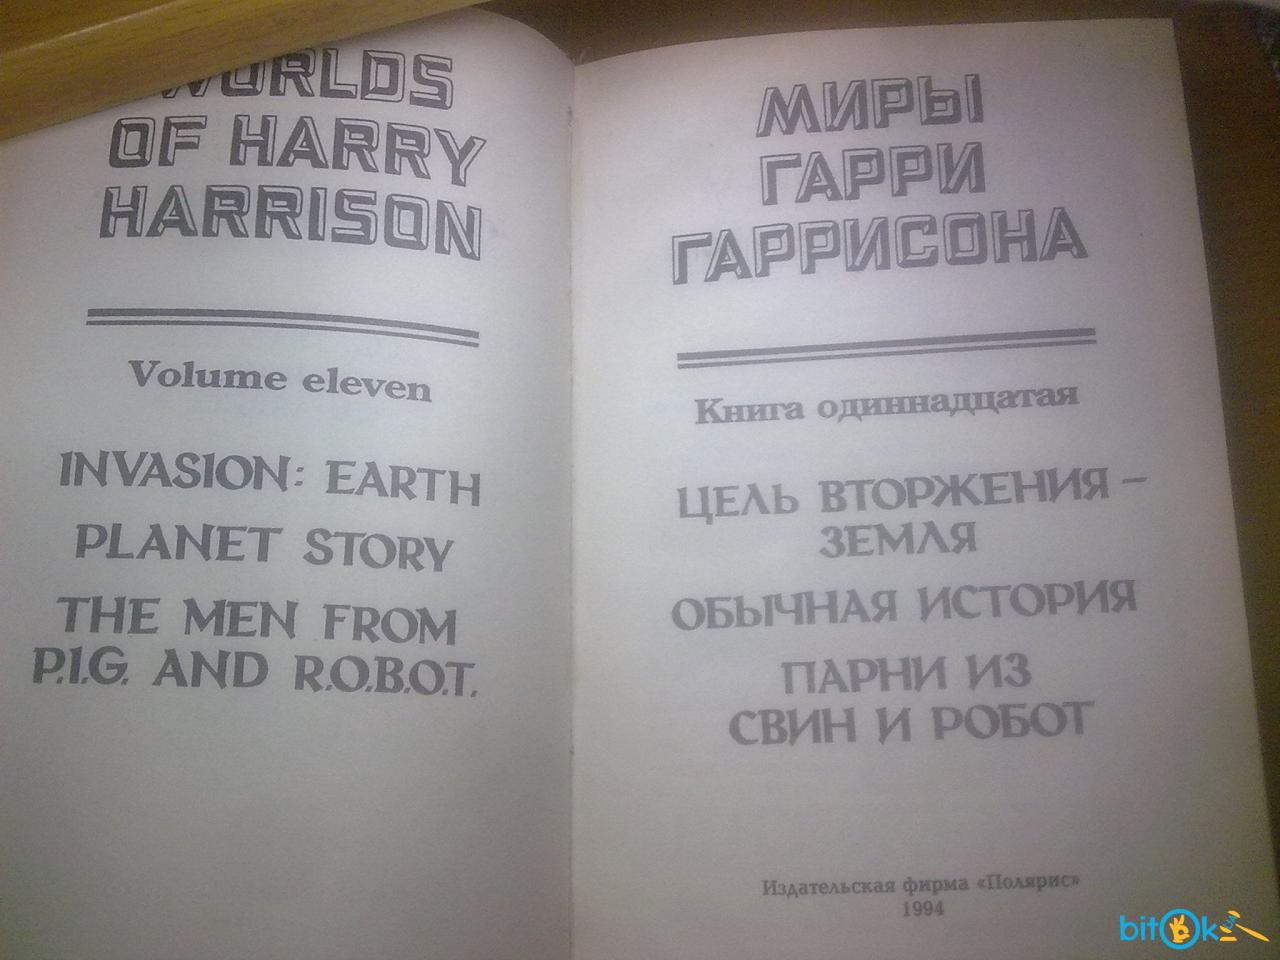 WORLDS
OF HARRY
HARRISON
Volume eleven
INVASION: EARTH
PLANET STORY
THE MEN FROM
P.I.G. AND R.O.B.O.T.
МИРЫ
ГАРРИ
ГАРРИСОНА
Книга одиннадцатая
ЦЕЛЬ ВТОРЖЕНИЯ –
ЗЕМЛЯ
ОБЫЧНАЯ ИСТОРИЯ
ПАРНИ ИЗ
СВИН И РОБОТ
Издательская фирма «Полярис»
1994
bitOk